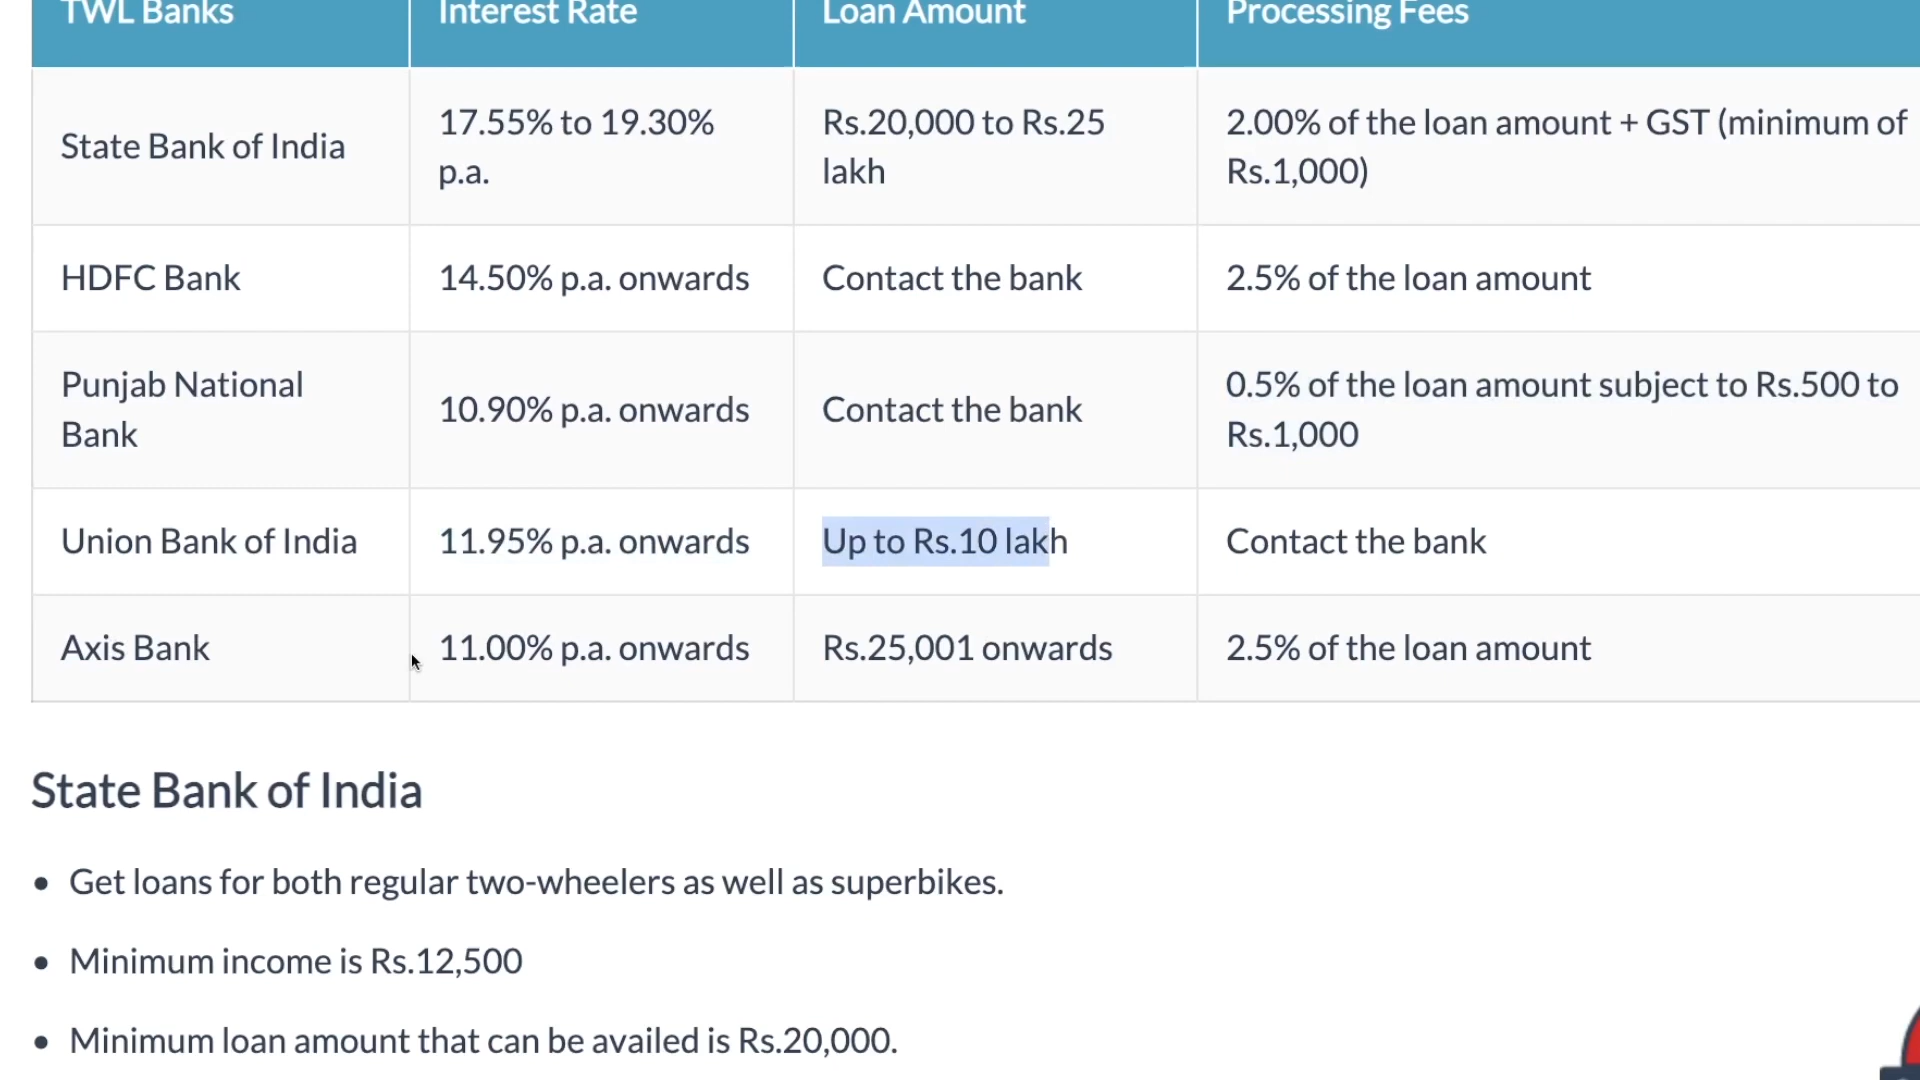 TWL Banks Interest Rate Loan Amount Processing Fees
State Bank of India 17.55% to 19.30% p.a. Rs.20,000 to Rs.25 lakh 2.00% of the loan amount + GST (minimum of Rs.1,000)
HDFC Bank 14.50% p.a. onwards Contact the bank 2.5% of the loan amount
Punjab National Bank 10.90% p.a. onwards Contact the bank 0.5% of the loan amount subject to Rs.500 to Rs.1,000
Union Bank of India 11.95% p.a. onwards Up to Rs.10 lakh Contact the bank
Axis Bank 11.00% p.a. onwards Rs.25,001 onwards 2.5% of the loan amount
State Bank of India
• Get loans for both regular two-wheelers as well as superbikes.
• Minimum income is Rs.12,500
• Minimum loan amount that can be availed is Rs.20,000.